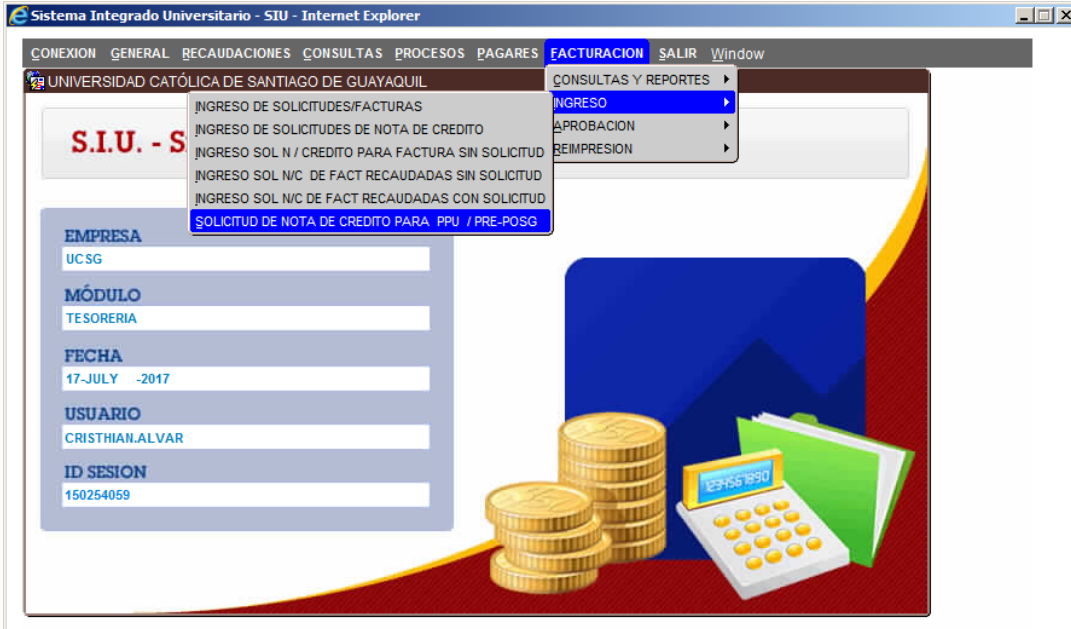 Sistema Integrado Universitario - SIU - Internet Explorer
CONEXION GENERAL RECAUDACIONES CONSULTAS PROCESOS PAGARES FACTURACION SALIR Window
UNIVERSIDAD CATÓLICA DE SANTIAGO DE GUAYAQUIL
CONSULTAS Y REPORTES
INGRESO
APROBACION
REIMPRESION
INGRESO DE SOLICITUDES/FACTURAS
INGRESO DE SOLICITUDES DE NOTA DE CREDITO
INGRESO SOL N / CREDITO PARA FACTURA SIN SOLICITUD
INGRESO SOL N/C DE FACT RECAUDADAS SIN SOLICITUD
INGRESO SOL N/C DE FACT RECAUDADAS CON SOLICITUD
SOLICITUD DE NOTA DE CREDITO PARA PPU / PRE-POSG
S.I.U. - S
EMPRESA
UCSG
MÓDULO
TESORERIA
FECHA
17-JULY -2017
USUARIO
CRISTHIAN.ALVAR
ID SESION
150254059
1234567890